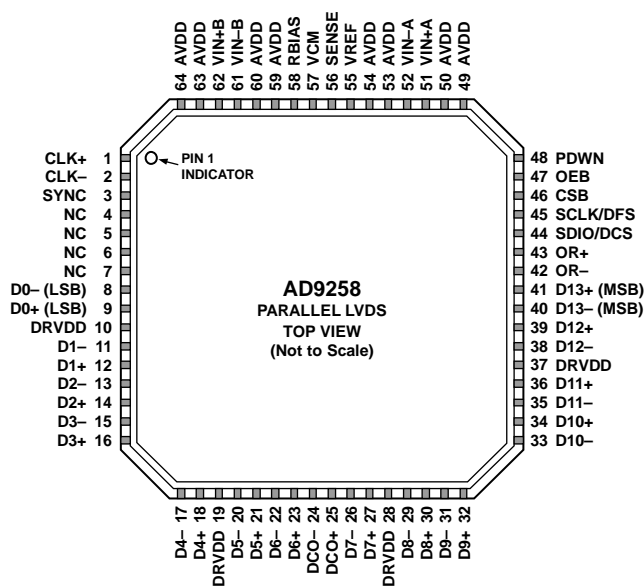 64 AVDD
63 AVDD
62 VIN+B
61 VIN–B
60 AVDD
59 AVDD
58 RBIAS
57 VCM
56 SENSE
55 VREF
54 AVDD
53 AVDD
52 VIN–A
51 VIN+A
50 AVDD
49 AVDD
CLK+ 1
CLK– 2
SYNC 3
NC 4
NC 5
NC 6
NC 7
D0– (LSB) 8
D0+ (LSB) 9
DRVDD 10
D1– 11
D1+ 12
D2– 13
D2+ 14
D3– 15
D3+ 16
PIN 1
INDICATOR
AD9258
PARALLEL LVDS
TOP VIEW
(Not to Scale)
48 PDWN
47 OEB
46 CSB
45 SCLK/DFS
44 SDIO/DCS
43 OR+
42 OR–
41 D13+ (MSB)
40 D13– (MSB)
39 D12+
38 D12–
37 DRVDD
36 D11+
35 D11–
34 D10+
33 D10–
D4– 17
D4+ 18
DRVDD 19
D5– 20
D5+ 21
D6– 22
D6+ 23
DCO– 24
DCO+ 25
D7– 26
D7+ 27
DRVDD 28
D8– 29
D8+ 30
D9– 31
D9+ 32